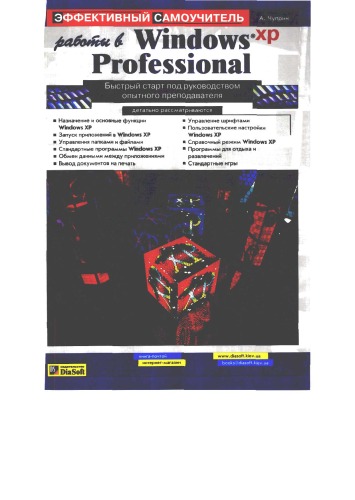 ЭФФЕКТИВНЫЙ САМОУЧИТЕЛЬ
работы в Windows xp
Professional
Быстрый старт под руководством
опытного преподавателя
детально рассматриваются
Назначение и основные функции
Windows XP
Запуск приложений в Windows XP
Управление папками и файлами
Стандартные программы Windows XP
Обмен данными между приложениями
Вывод документов на печать
Управление шрифтами
Пользовательские настройки
Windows XP
Справочный режим Windows XP
Программы для отдыха и
развлечений
Стандартные игры
издательство
DiaSoft
книга-почтой
интернет-магазин
www.diasoft.kiev.ua
books@diasoft.kiev.ua